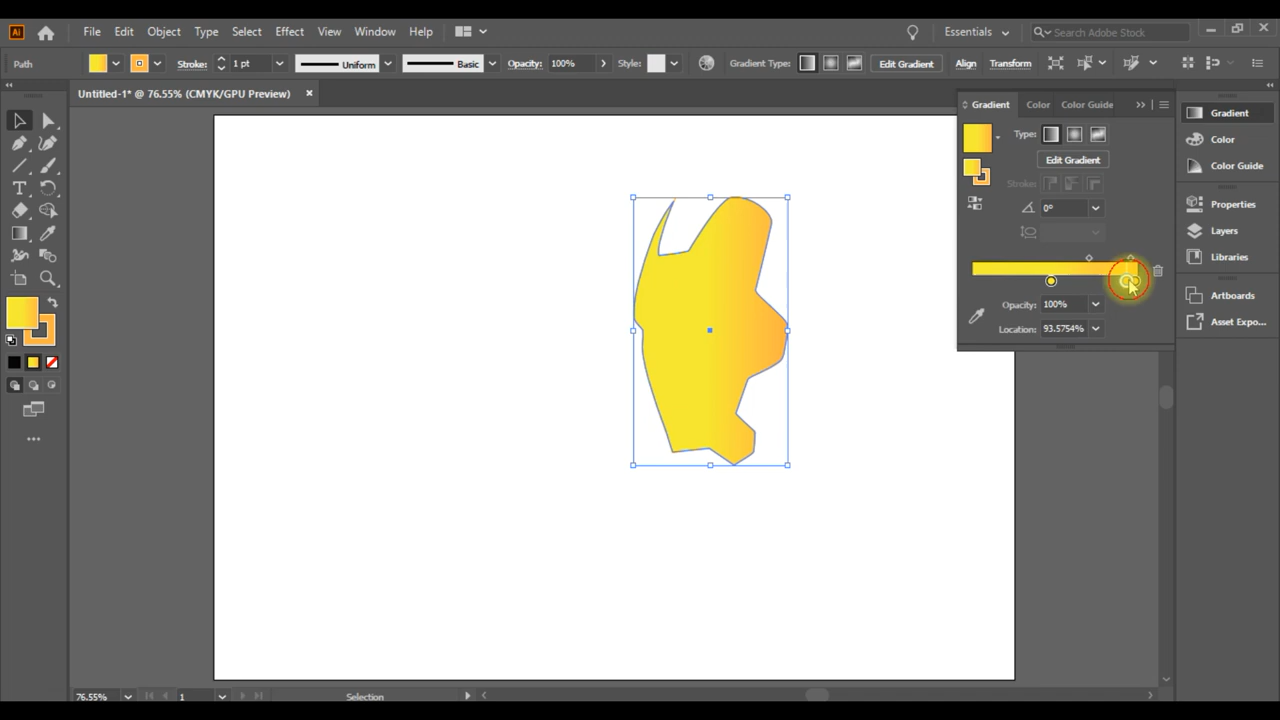 Ai File Edit Object Type Select Effect View Window Help Essentials Search Adobe Stock
Path Stroke: 1 pt Uniform Basic Opacity: 100% Style: Gradient Type: Edit Gradient Align Transform
Untitled-1* @ 76.55% (CMYK/GPU Preview)
Gradient Color Color Guide
Type:
Edit Gradient
Stroke:
0°
Opacity: 100%
Location: 93.5754%
Gradient
Color
Color Guide
Properties
Layers
Libraries
Artboards
Asset Expo...
76.55% 1 Selection